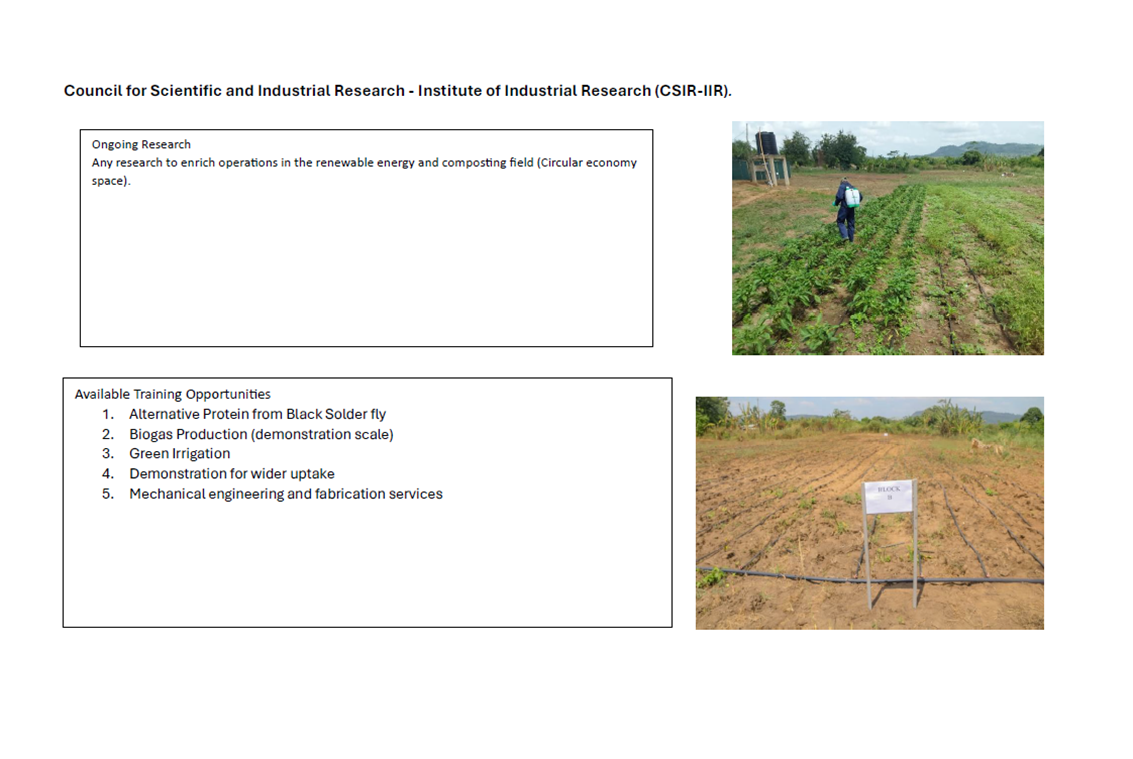 Council for Scientific and Industrial Research - Institute of Industrial Research (CSIR-IIR).
Ongoing Research
Any research to enrich operations in the renewable energy and composting field (Circular economy
space).
Available Training Opportunities
1. Alternative Protein from Black Solder fly
2. Biogas Production (demonstration scale)
3. Green Irrigation
4. Demonstration for wider uptake
5. Mechanical engineering and fabrication services
BLOCK